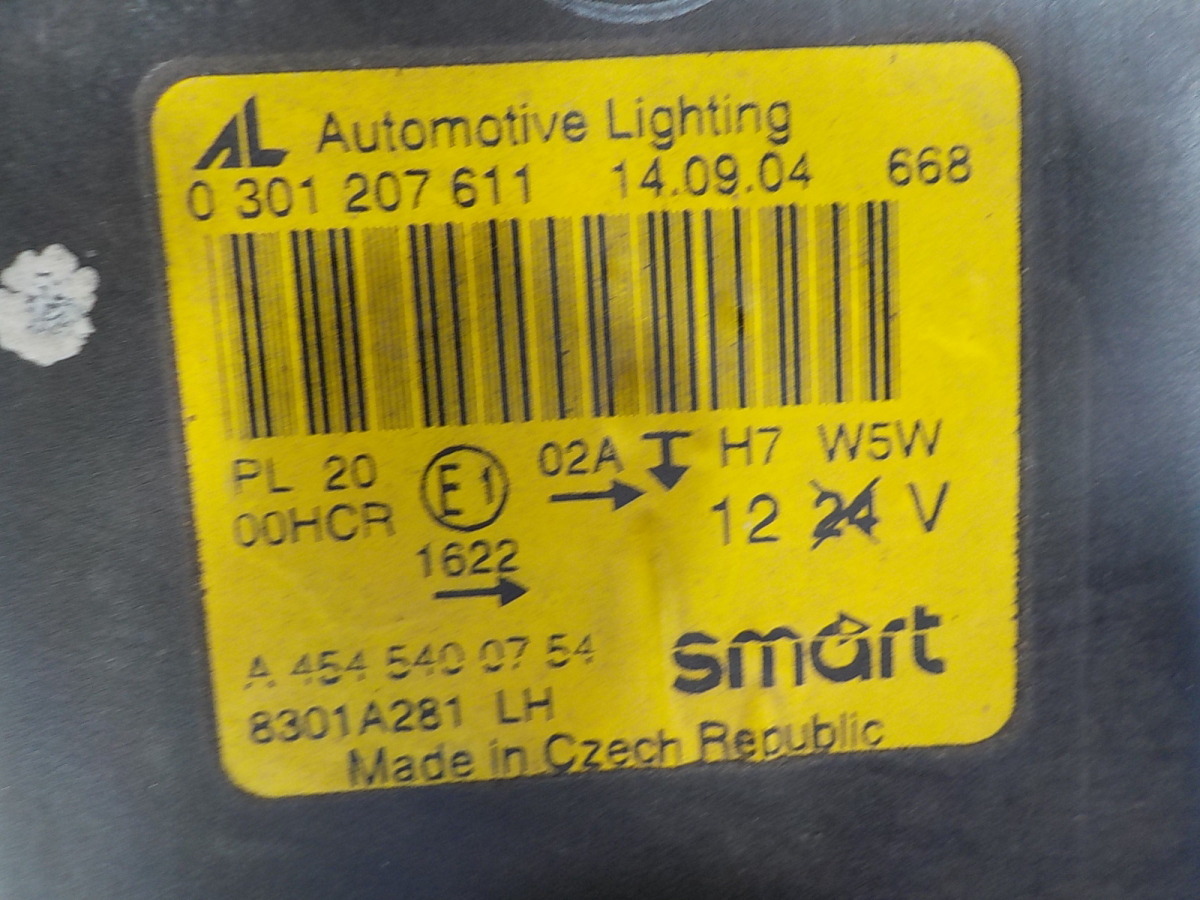 AL Automotive Lighting
0 301 207 611 14.09.04 668
PL 20 E1 02A H7 W5W
00HCR 12 24 V
1622
A 454 540 07 54
smart
8301A281 LH
Made in Czech Republic